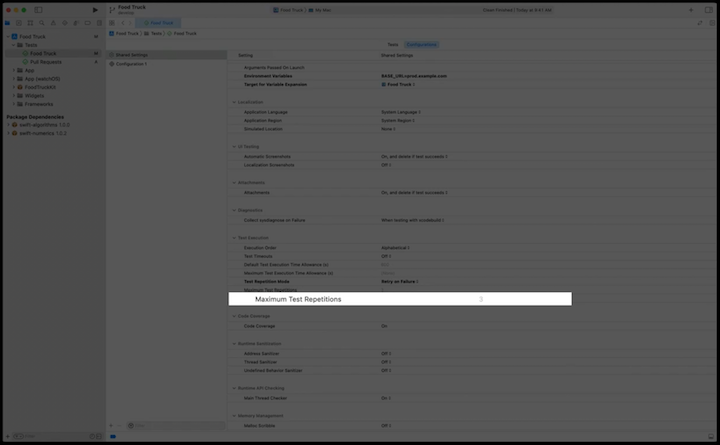 Food Truck
develop
Food Truck
My Mac
Build Finished | Today at 9:41 AM
Food Truck
Food Truck
Tests
Food Truck
Pull Requests
App
App (watchOS)
FoodTruckKit
Widgets
Frameworks
Package Dependencies
swift-algorithms 1.0.0
swift-numerics 1.0.2
Food Truck
Food Truck
Tests
Food Truck
Shared Settings
Configuration 1
Tests
Configurations
Setting
Shared Settings
Arguments Passed On Launch
Environment Variables
BASE_URL=prod.example.com
Target for Variable Expansion
Food Truck
Localization
Application Language
System Language
Application Region
System Region
Simulated Location
None
UI Testing
Automatic Screenshots
On, and delete if test succeeds
Localization Screenshots
Off
Attachments
Attachments
On, and delete if test succeeds
Diagnostics
Collect sysdiagnose on Failure
When testing with xcodebuild
Test Execution
Execution Order
Alphabetical
Test Timeouts
Off
Default Test Execution Time Allowance (s)
Maximum Test Execution Time Allowance (s)
Test Repetition Mode
Retry on Failure
Maximum Test Repetitions
Maximum Test Repetitions
3
Code Coverage
Code Coverage
On
Runtime Sanitization
Address Sanitizer
Off
Thread Sanitizer
Off
Undefined Behavior Sanitizer
Off
Runtime API Checking
Main Thread Checker
On
Memory Management
Malloc Scribble
Off